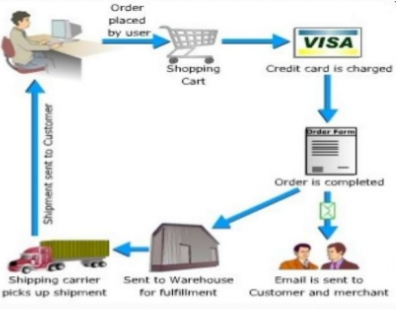 Order
placed
by user
Shopping
Cart
VISA
Credit card is charged
Order Form
Order is completed
Email is sent to
Customer and merchant
Sent to Warehouse
for fulfillment
Shipping carrier
picks up shipment
Shipment sent to Customer